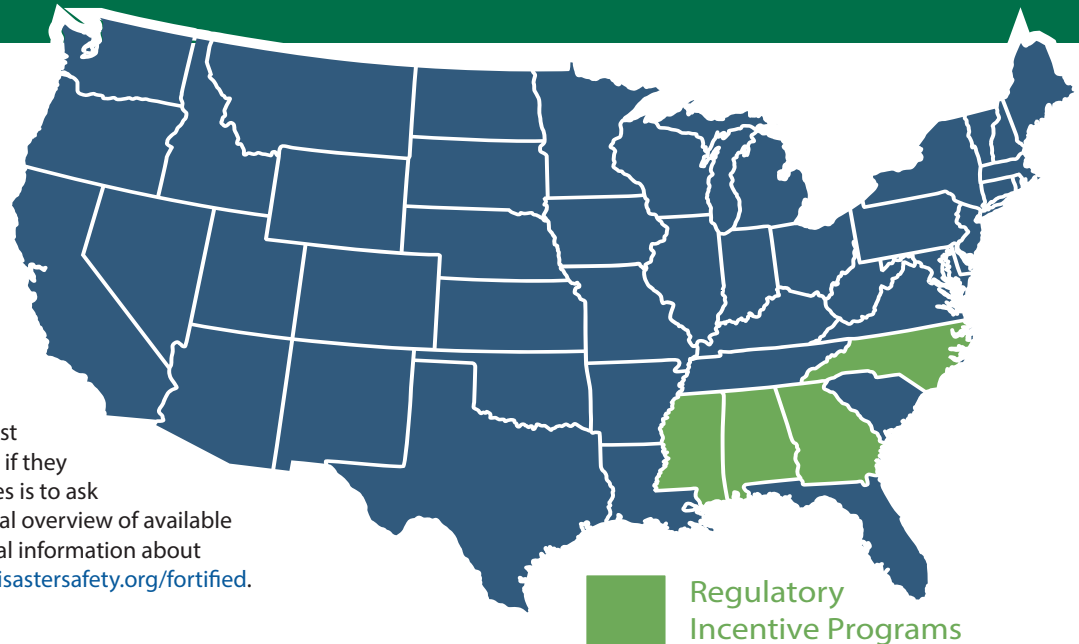 st
if they
es is to ask
al overview of available
al information about
isastersafety.org/fortified.
Regulatory
Incentive Programs